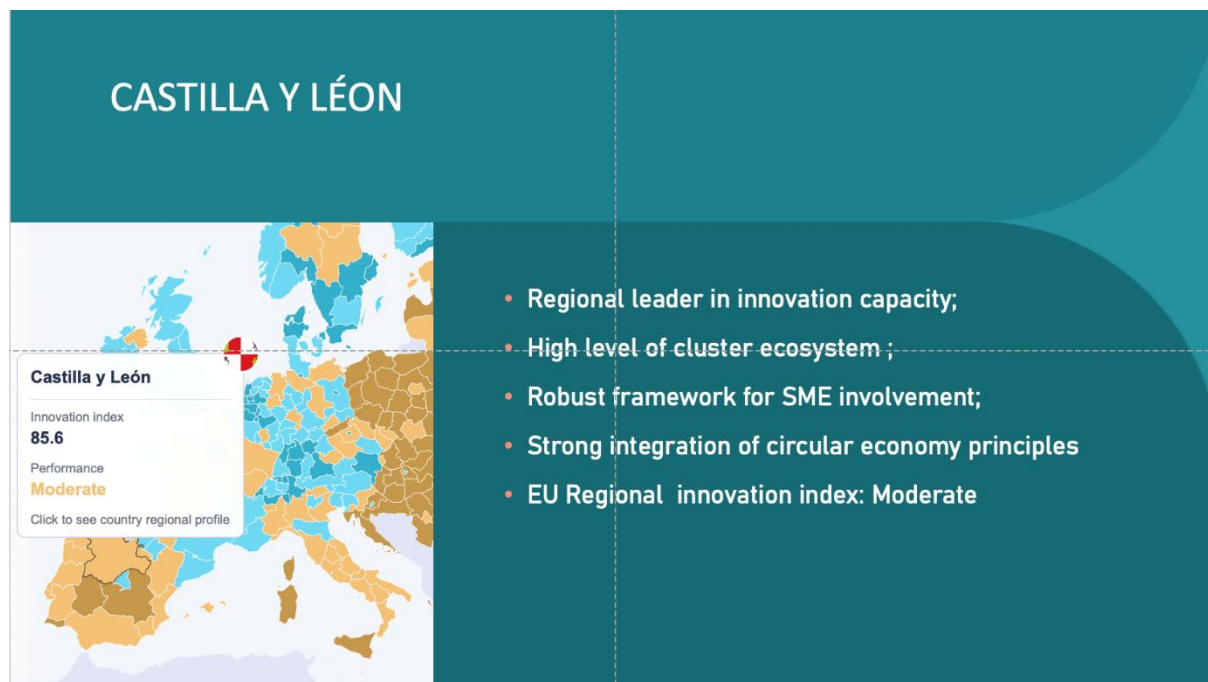 CASTILLA Y LÉON
Castilla y León
Innovation index
85.6
Performance
Moderate
Click to see country regional profile
• Regional leader in innovation capacity;
• High level of cluster ecosystem ;
• Robust framework for SME involvement;
• Strong integration of circular economy principles
• EU Regional  innovation index: Moderate